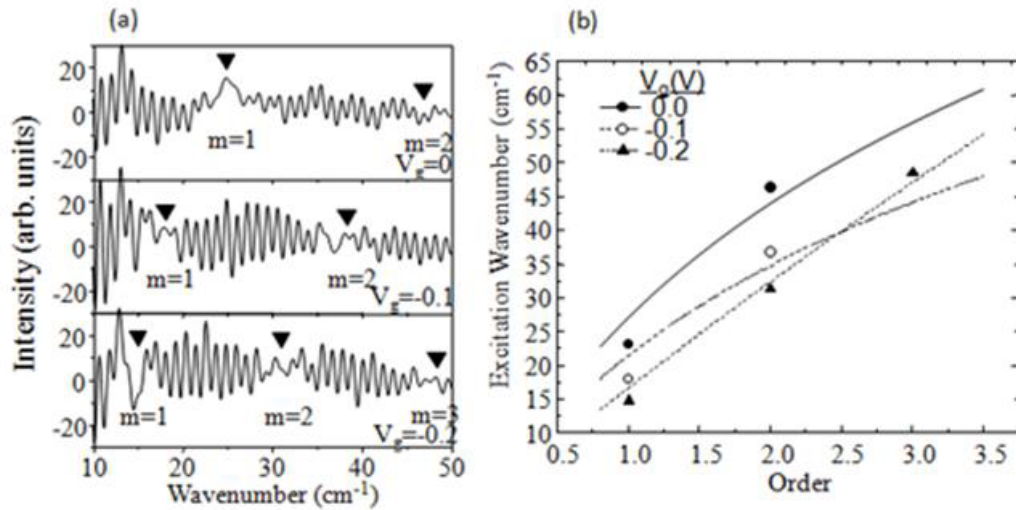 (a)
20
0
-20
m=1
m=2
Vg=0
20
0
-20
m=1
m=2
Vg=-0.1
20
0
-20
m=1
m=2
m=3
Vg=-0.2
10 20 30 40 50
Wavenumber (cm-1)
Intensity (arb. units)
(b)
65
60
55
50
45
40
35
30
25
20
15
10
Vg(V)
0.0
-0.1
-0.2
0.5 1.0 1.5 2.0 2.5 3.0 3.5
Order
Excitation Wavenumber (cm-1)